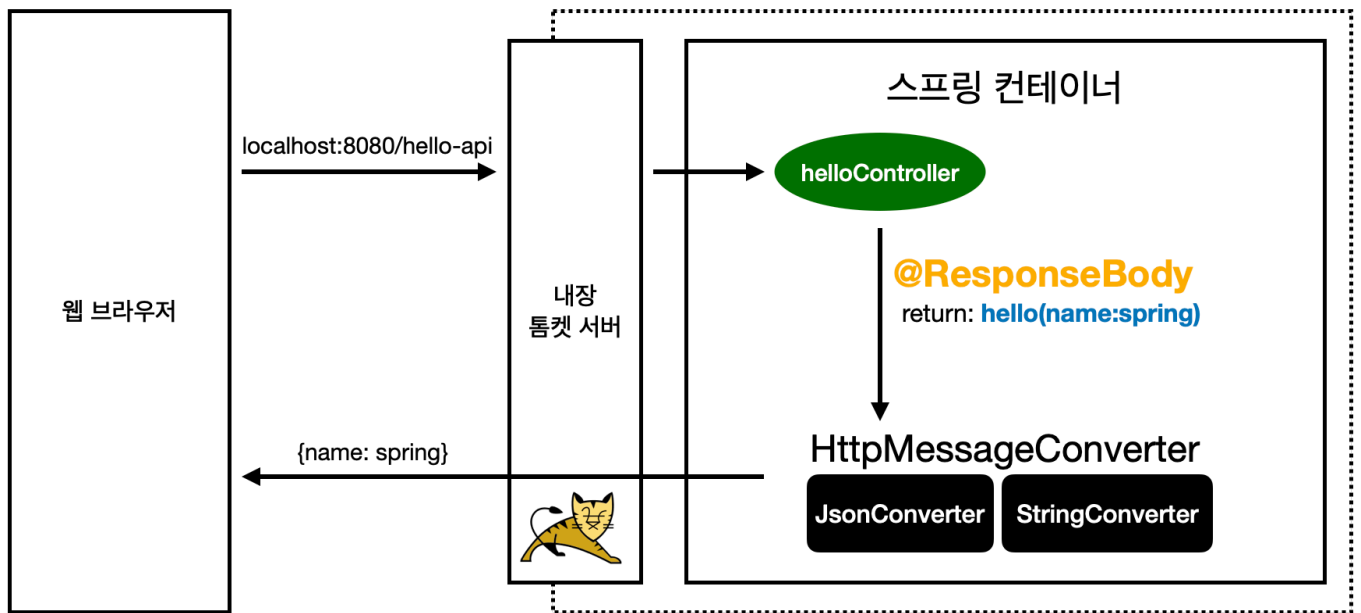 스프링 컨테이너
localhost:8080/hello-api
helloController
@ResponseBody
return: hello(name:spring)
웹 브라우저
내장
톰켓 서버
{name: spring}
HttpMessageConverter
JsonConverter
StringConverter